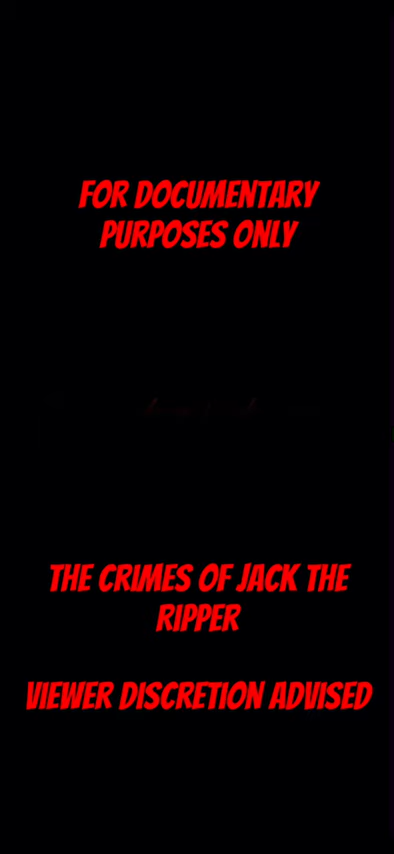 FOR DOCUMENTARY
PURPOSES ONLY
THE CRIMES OF JACK THE
RIPPER
VIEWER DISCRETION ADVISED